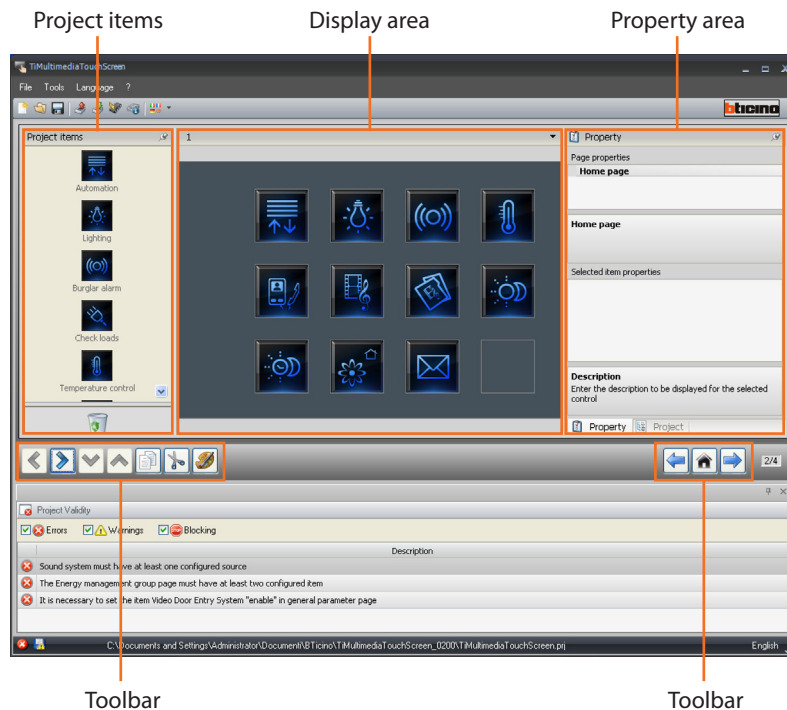 Project items
Display area
Property area
TiMultimediaTouchScreen
File Tools Language ?
bticino
Project items
1
Property
Automation
Lighting
Burglar alarm
Check loads
Temperature control
Page properties
Home page
Home page
Selected item properties
Description
Enter the description to be displayed for the selected
control
Property Project
2/4
Project Validity
Errors Warnings Blocking
Description
Sound system must have at least one configured source
The Energy management group page must have at least two configured item
It is necessary to set the item Video Door Entry System "enable" in general parameter page
C:\Documents and Settings\Administrator\Documenti\BTicino\TiMultimediaTouchScreen_0200\TiMultimediaTouchScreen.prj
English
Toolbar
Toolbar